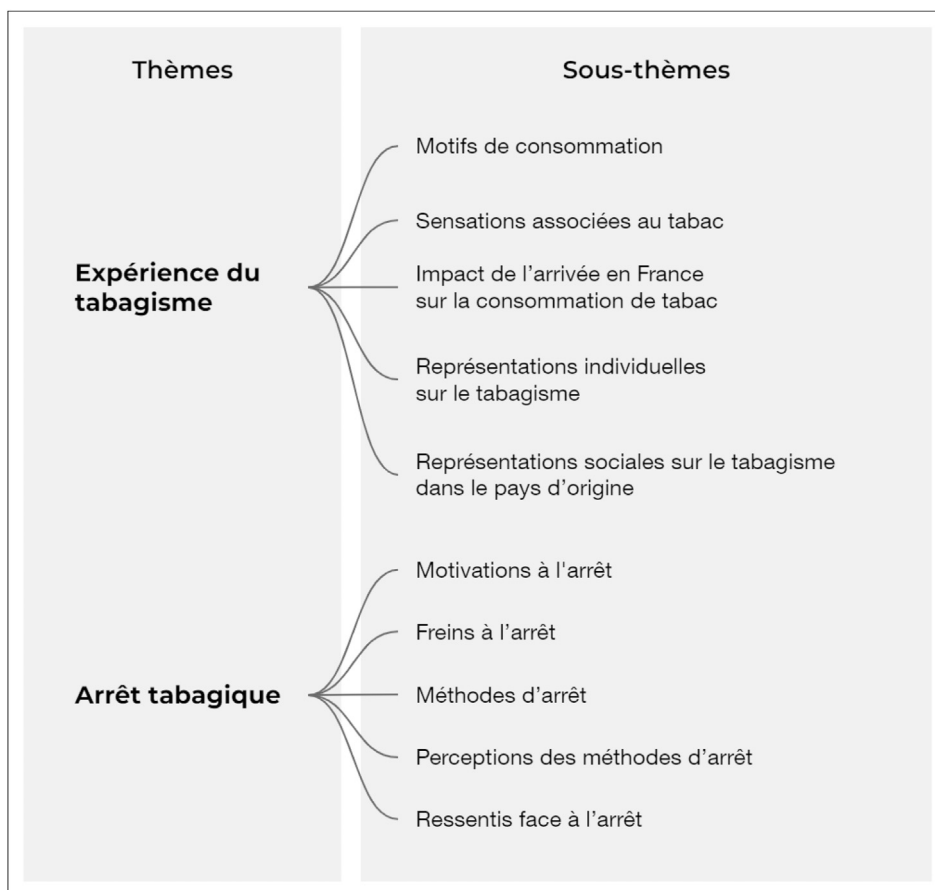 Thèmes
Sous-thèmes
Expérience du
tabagisme
Motifs de consommation
Sensations associées au tabac
Impact de l’arrivée en France
sur la consommation de tabac
Représentations individuelles
sur le tabagisme
Représentations sociales sur le tabagisme
dans le pays d’origine
Arrêt tabagique
Motivations à l'arrêt
Freins à l’arrêt
Méthodes d’arrêt
Perceptions des méthodes d’arrêt
Ressentis face à l’arrêt